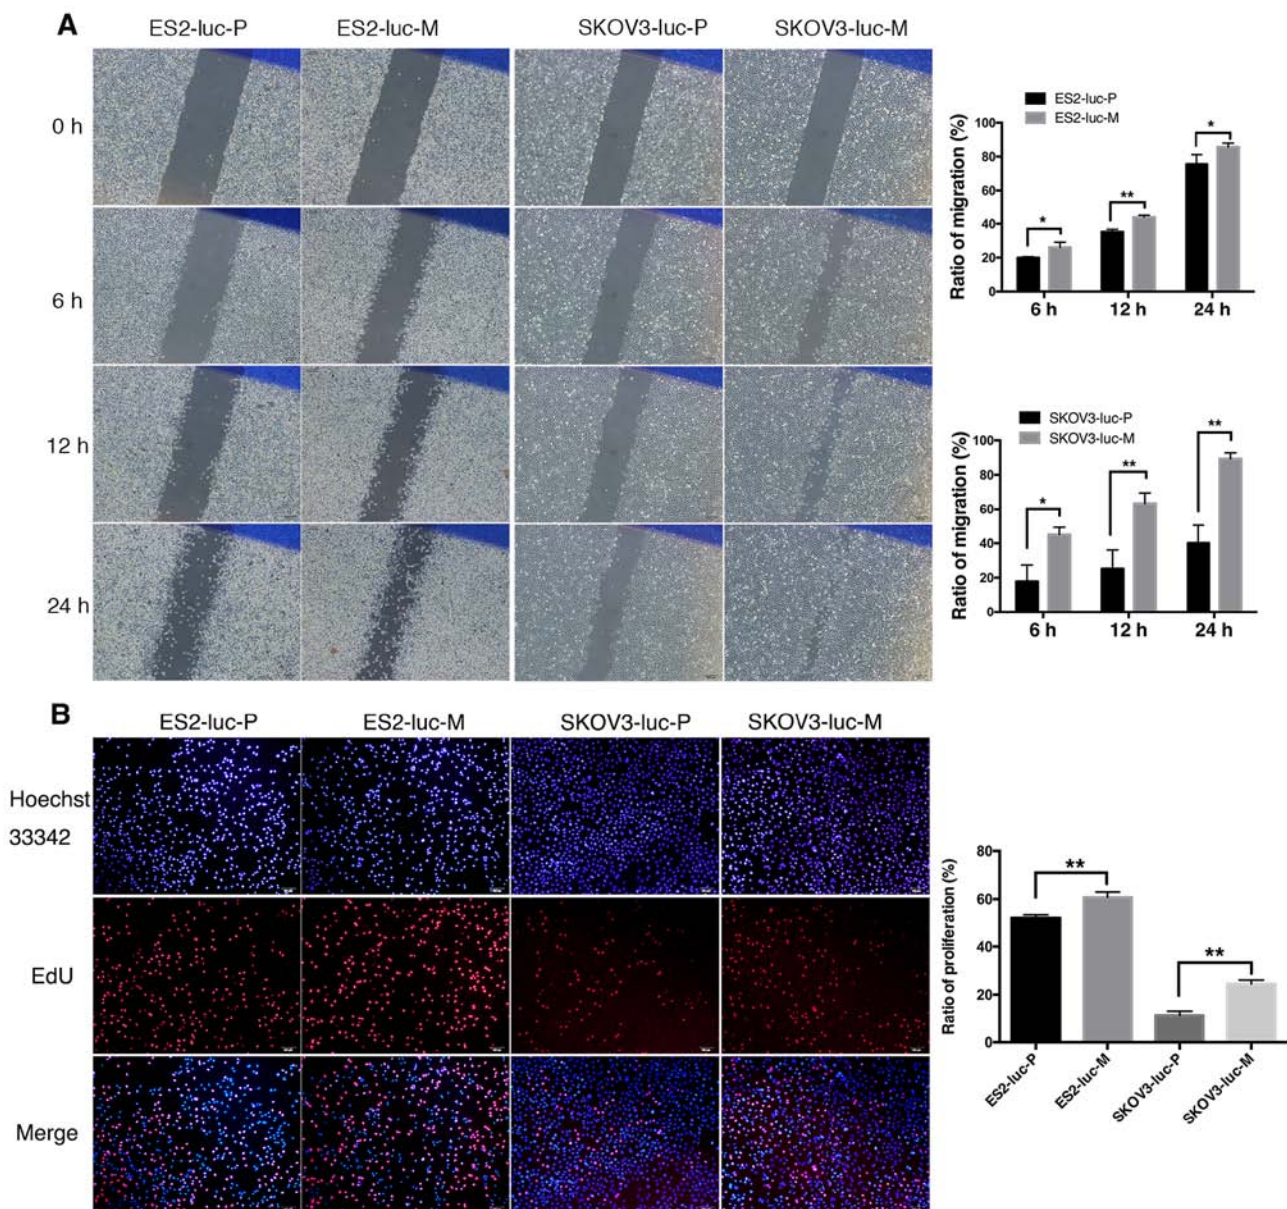 A
ES2-luc-P ES2-luc-M SKOV3-luc-P SKOV3-luc-M
0 h
6 h
12 h
24 h
ES2-luc-P
ES2-luc-M
Ratio of migration (%)
100
80
60
40
20
0
* ** *
6 h 12 h 24 h
SKOV3-luc-P
SKOV3-luc-M
Ratio of migration (%)
100
80
60
40
20
0
* ** **
6 h 12 h 24 h
B
ES2-luc-P ES2-luc-M SKOV3-luc-P SKOV3-luc-M
Hoechst
33342
EdU
Merge
Ratio of proliferation (%)
80
60
40
20
0
** **
ES2-luc-P ES2-luc-M SKOV3-luc-P SKOV3-luc-M